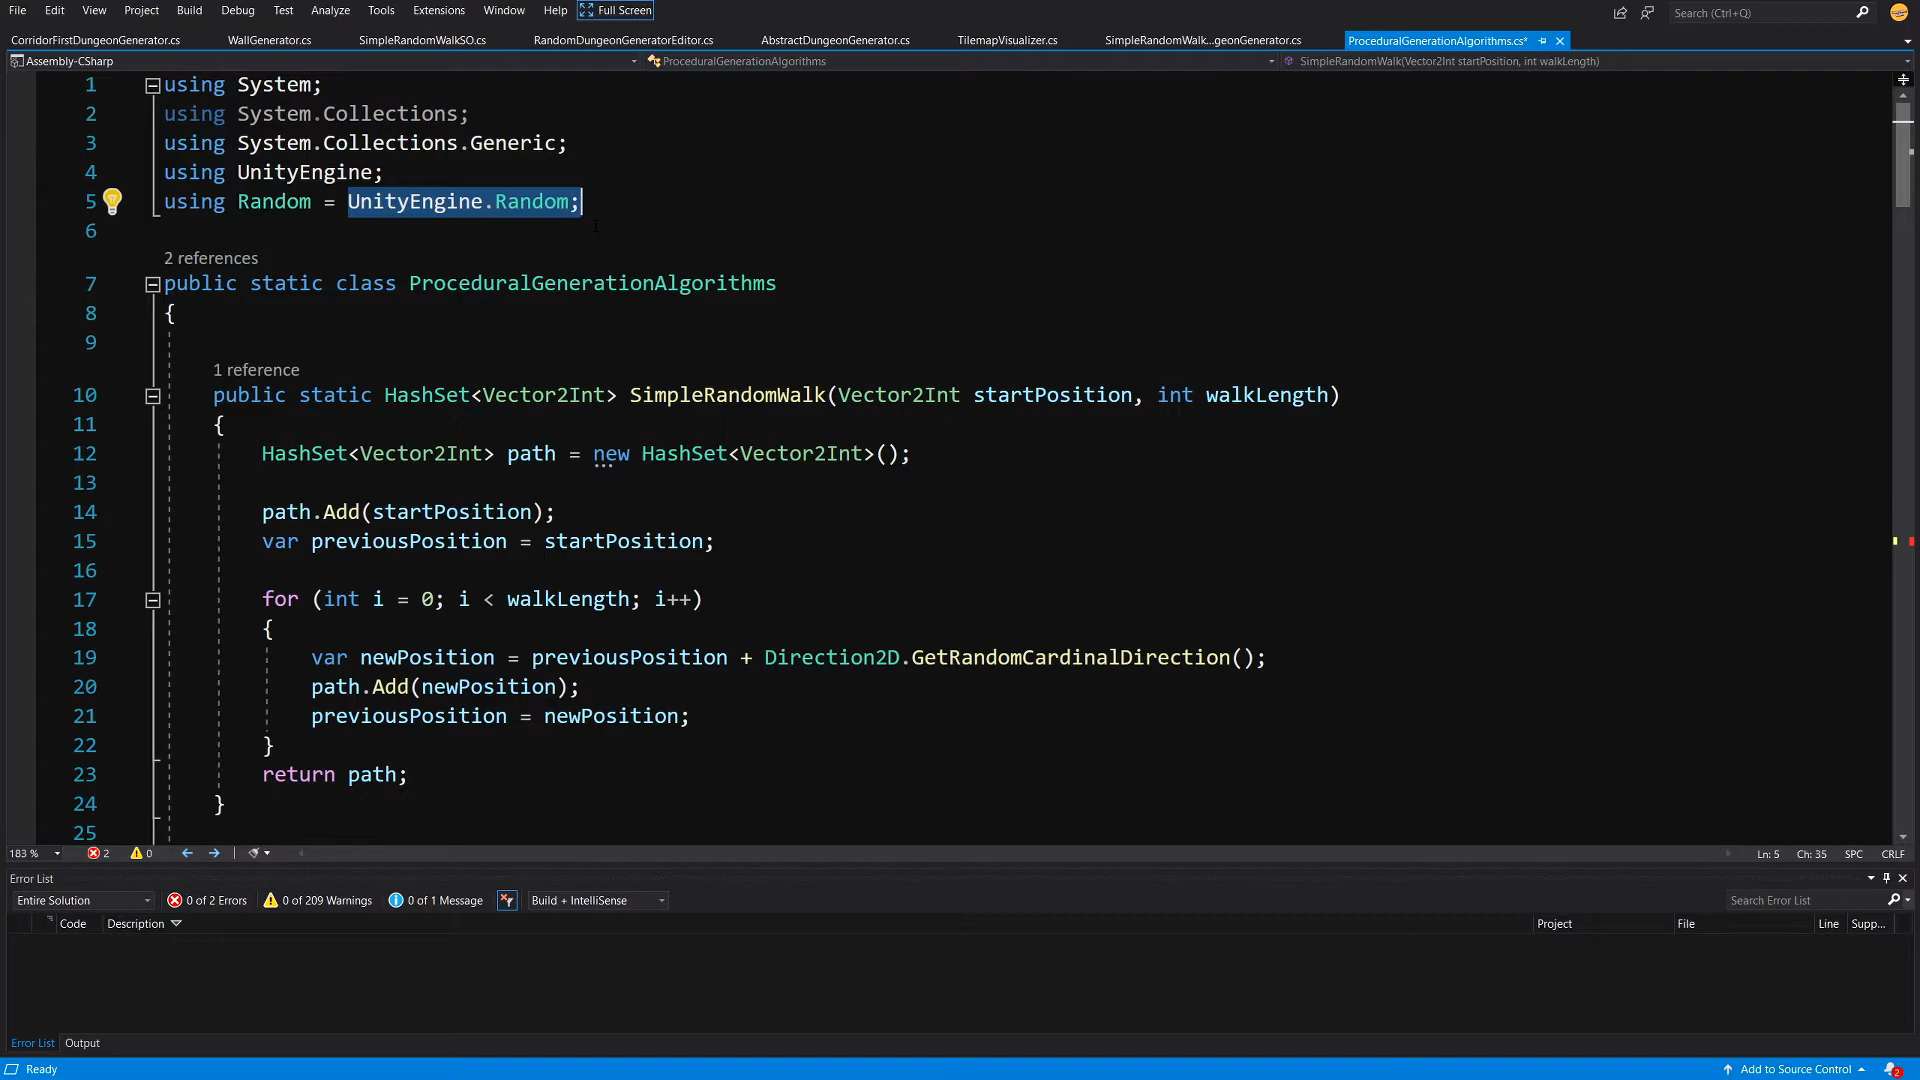 File Edit View Project Build Debug Test Analyze Tools Extensions Window Help Full Screen Search (Ctrl+Q)
CorridorFirstDungeonGenerator.cs WallGenerator.cs SimpleRandomWalkSO.cs RandomDungeonGeneratorEditor.cs AbstractDungeonGenerator.cs TilemapVisualizer.cs SimpleRandomWalk...geonGenerator.cs ProceduralGenerationAlgorithms.cs*
Assembly-CSharp ProceduralGenerationAlgorithms SimpleRandomWalk(Vector2Int startPosition, int walkLength)
1 using System;
2 using System.Collections;
3 using System.Collections.Generic;
4 using UnityEngine;
5 using Random = UnityEngine.Random;
6
2 references
7 public static class ProceduralGenerationAlgorithms
8 {
9
1 reference
10 public static HashSet<Vector2Int> SimpleRandomWalk(Vector2Int startPosition, int walkLength)
11 {
12 HashSet<Vector2Int> path = new HashSet<Vector2Int>();
13
14 path.Add(startPosition);
15 var previousPosition = startPosition;
16
17 for (int i = 0; i < walkLength; i++)
18 {
19 var newPosition = previousPosition + Direction2D.GetRandomCardinalDirection();
20 path.Add(newPosition);
21 previousPosition = newPosition;
22 }
23 return path;
24 }
25
183 % 2 0 Ln: 5 Ch: 35 SPC CRLF
Error List
Entire Solution 0 of 2 Errors 0 of 209 Warnings 0 of 1 Message Build + IntelliSense Search Error List
Code Description Project File Line Supp...
Error List Output
Ready Add to Source Control 2